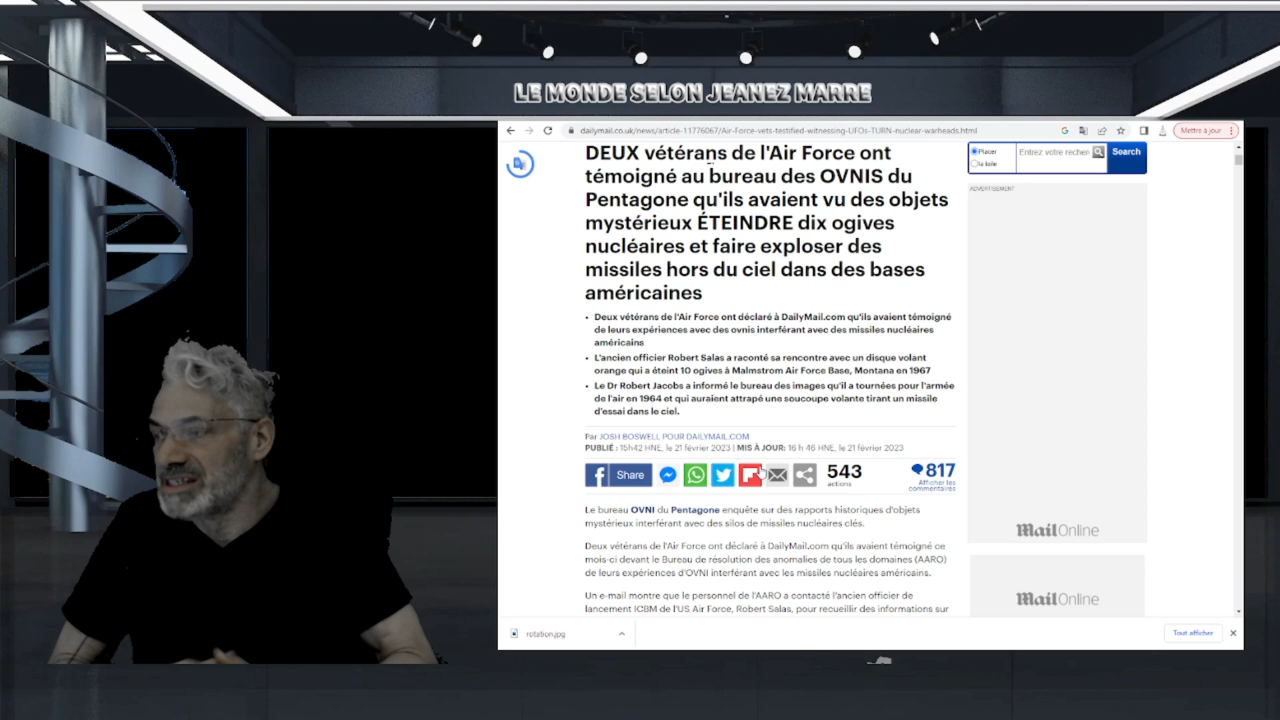 LE MONDE SELON JEANEZ MARRE
dailymail.co.uk/news/article-11776067/Air-Force-vets-testified-witnessing-UFOs-TURN-nuclear-warheads.html
Mettre à jour
DEUX vétérans de l'Air Force ont
témoigné au bureau des OVNIS du
Pentagone qu'ils avaient vu des objets
mystérieux ÉTEINDRE dix ogives
nucléaires et faire exploser des
missiles hors du ciel dans des bases
américaines
• Deux vétérans de l'Air Force ont déclaré à DailyMail.com qu'ils avaient témoigné
de leurs expériences avec des ovnis interférant avec des missiles nucléaires
américains
• L'ancien officier Robert Salas a raconté sa rencontre avec un disque volant
orange qui a éteint 10 ogives à Malmstrom Air Force Base, Montana en 1967
• Le Dr Robert Jacobs a informé le bureau des images qu'il a tournées pour l'armée
de l'air en 1964 et qui auraient attrapé une soucoupe volante tirant un missile
d'essai dans le ciel.
Par JOSH BOSWELL POUR DAILYMAIL.COM
PUBLIÉ : 15h42 HNE, le 21 février 2023 | MIS À JOUR: 16 h 46 HNE, le 21 février 2023
Share
543
actions
817
Afficher les
commentaires
Le bureau OVNI du Pentagone enquête sur des rapports historiques d'objets
mystérieux interférant avec des silos de missiles nucléaires clés.
Deux vétérans de l'Air Force ont déclaré à DailyMail.com qu'ils avaient témoigné ce
mois-ci devant le Bureau de résolution des anomalies de tous les domaines (AARO)
de leurs expériences d'OVNI interférant avec les missiles nucléaires américains.
Un e-mail montre que le personnel de l'AARO a contacté l'ancien officier de
lancement ICBM de l'US Air Force, Robert Salas, pour recueillir des informations sur
Placer
la toile
Entrez votre recher
Search
ADVERTISEMENT
MailOnline
MailOnline
rotation.jpg
Tout afficher